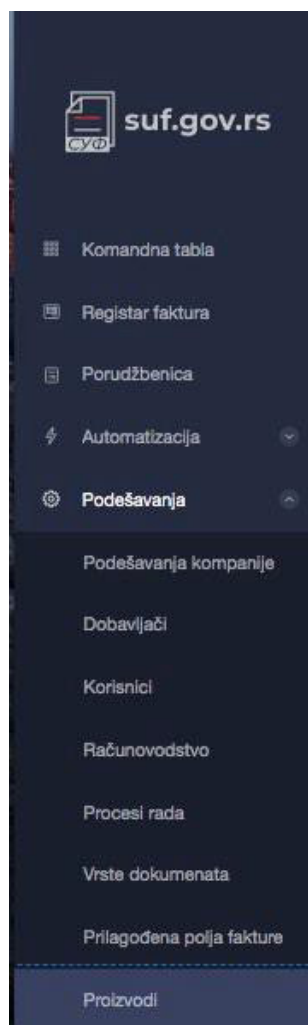 СУФ
suf.gov.rs
Komandna tabla
Registar faktura
Porudžbenica
Automatizacija
Podešavanja
Podešavanja kompanije
Dobavljači
Korisnici
Računovodstvo
Procesi rada
Vrste dokumenata
Prilagođena polja fakture
Proizvodi